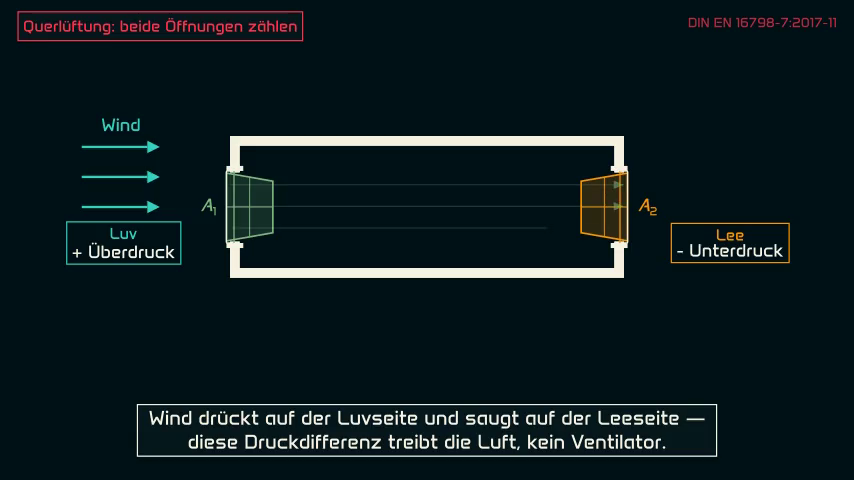 Querlüftung: beide Öffnungen zählen
DIN EN 16798-7:2017-11
Wind
A₁
A₂
Luv
+ Überdruck
Lee
- Unterdruck
Wind drückt auf der Luvseite und saugt auf der Leeseite —
diese Druckdifferenz treibt die Luft, kein Ventilator.